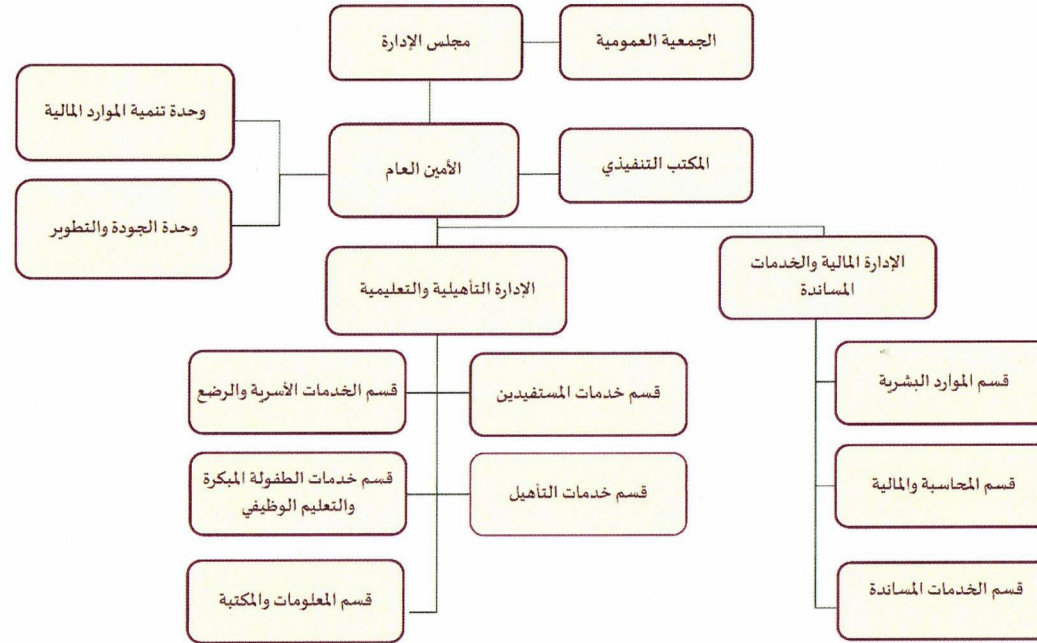 الجمعية العمومية
مجلس الإدارة
وحدة تنمية الموارد المالية
المكتب التنفيذي
الأمين العام
وحدة الجودة والتطوير
الإدارة المالية والخدمات
المساندة
الإدارة التأهيلية والتعليمية
قسم الموارد البشرية
قسم خدمات المستفيدين
قسم الخدمات الأسرية والرضع
قسم المحاسبة والمالية
قسم خدمات التأهيل
قسم خدمات الطفولة المبكرة
والتعليم الوظيفي
قسم الخدمات المساندة
قسم المعلومات والمكتبة